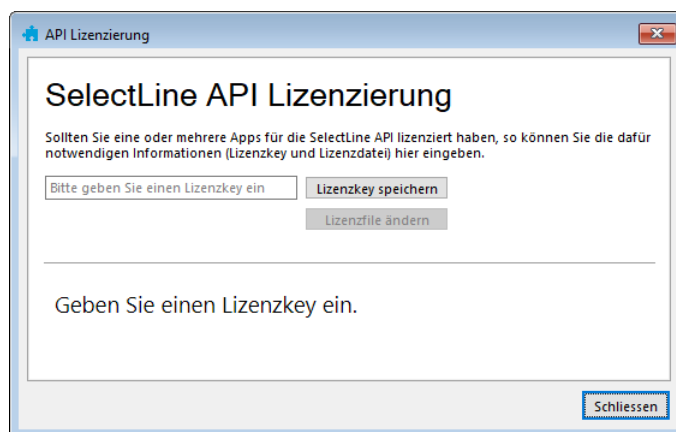 API Lizenzierung
SelectLine API Lizenzierung
Sollten Sie eine oder mehrere Apps für die SelectLine API lizenziert haben, so können Sie die dafür
notwendigen Informationen (Lizenzkey und Lizenzdatei) hier eingeben.
Bitte geben Sie einen Lizenzkey ein
Lizenzkey speichern
Lizenzfile ändern
Geben Sie einen Lizenzkey ein.
Schliessen